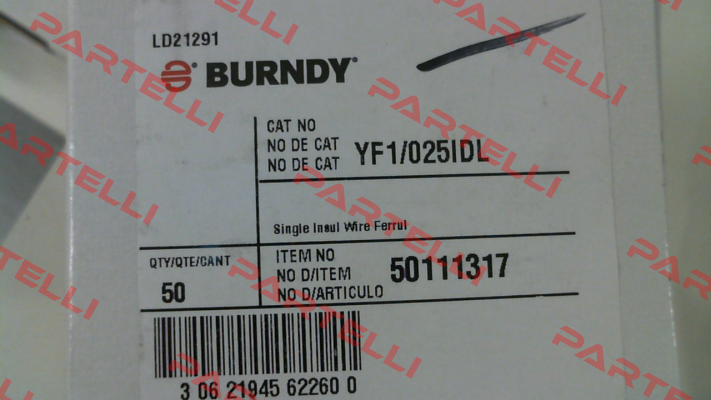 LD21291
BURNDY
CAT NO
NO DE CAT
NO DE CAT
YF1/025IDL
Single Insul Wire Ferrul
QTY/QTE/CANT
50
ITEM NO
NO D/ITEM
NO D/ARTICULO
50111317
3 06 21945 62260 0
PARTELLI
PARTELLI
PARTELLI
PARTELLI
PARTELLI
PARTELLI
PARTELLI
PARTELLI